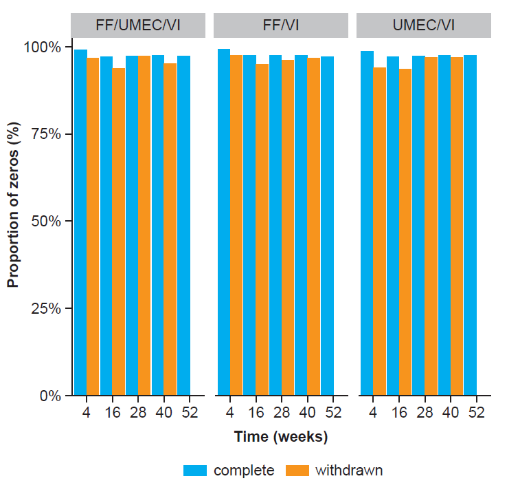 FF/UMEC/VI FF/VI UMEC/VI
100%
75%
50%
25%
0%
Proportion of zeros (%)
4 16 28 40 52 4 16 28 40 52 4 16 28 40 52
Time (weeks)
complete withdrawn